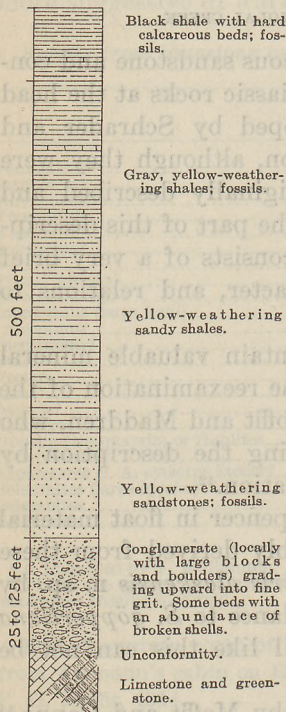 Black shale with hard
calcareous beds; fos-
sils.
Gray, yellow-weather-
ing shales; fossils.
500 feet
Yellow-weathering
sandy shales.
Yellow-weathering
sandstones; fossils.
25 to 125 feet
Conglomerate (locally
with large blocks
and boulders) grad-
ing upward into fine
grit. Some beds with
an abundance of
broken shells.
Unconformity.
Limestone and green-
stone.